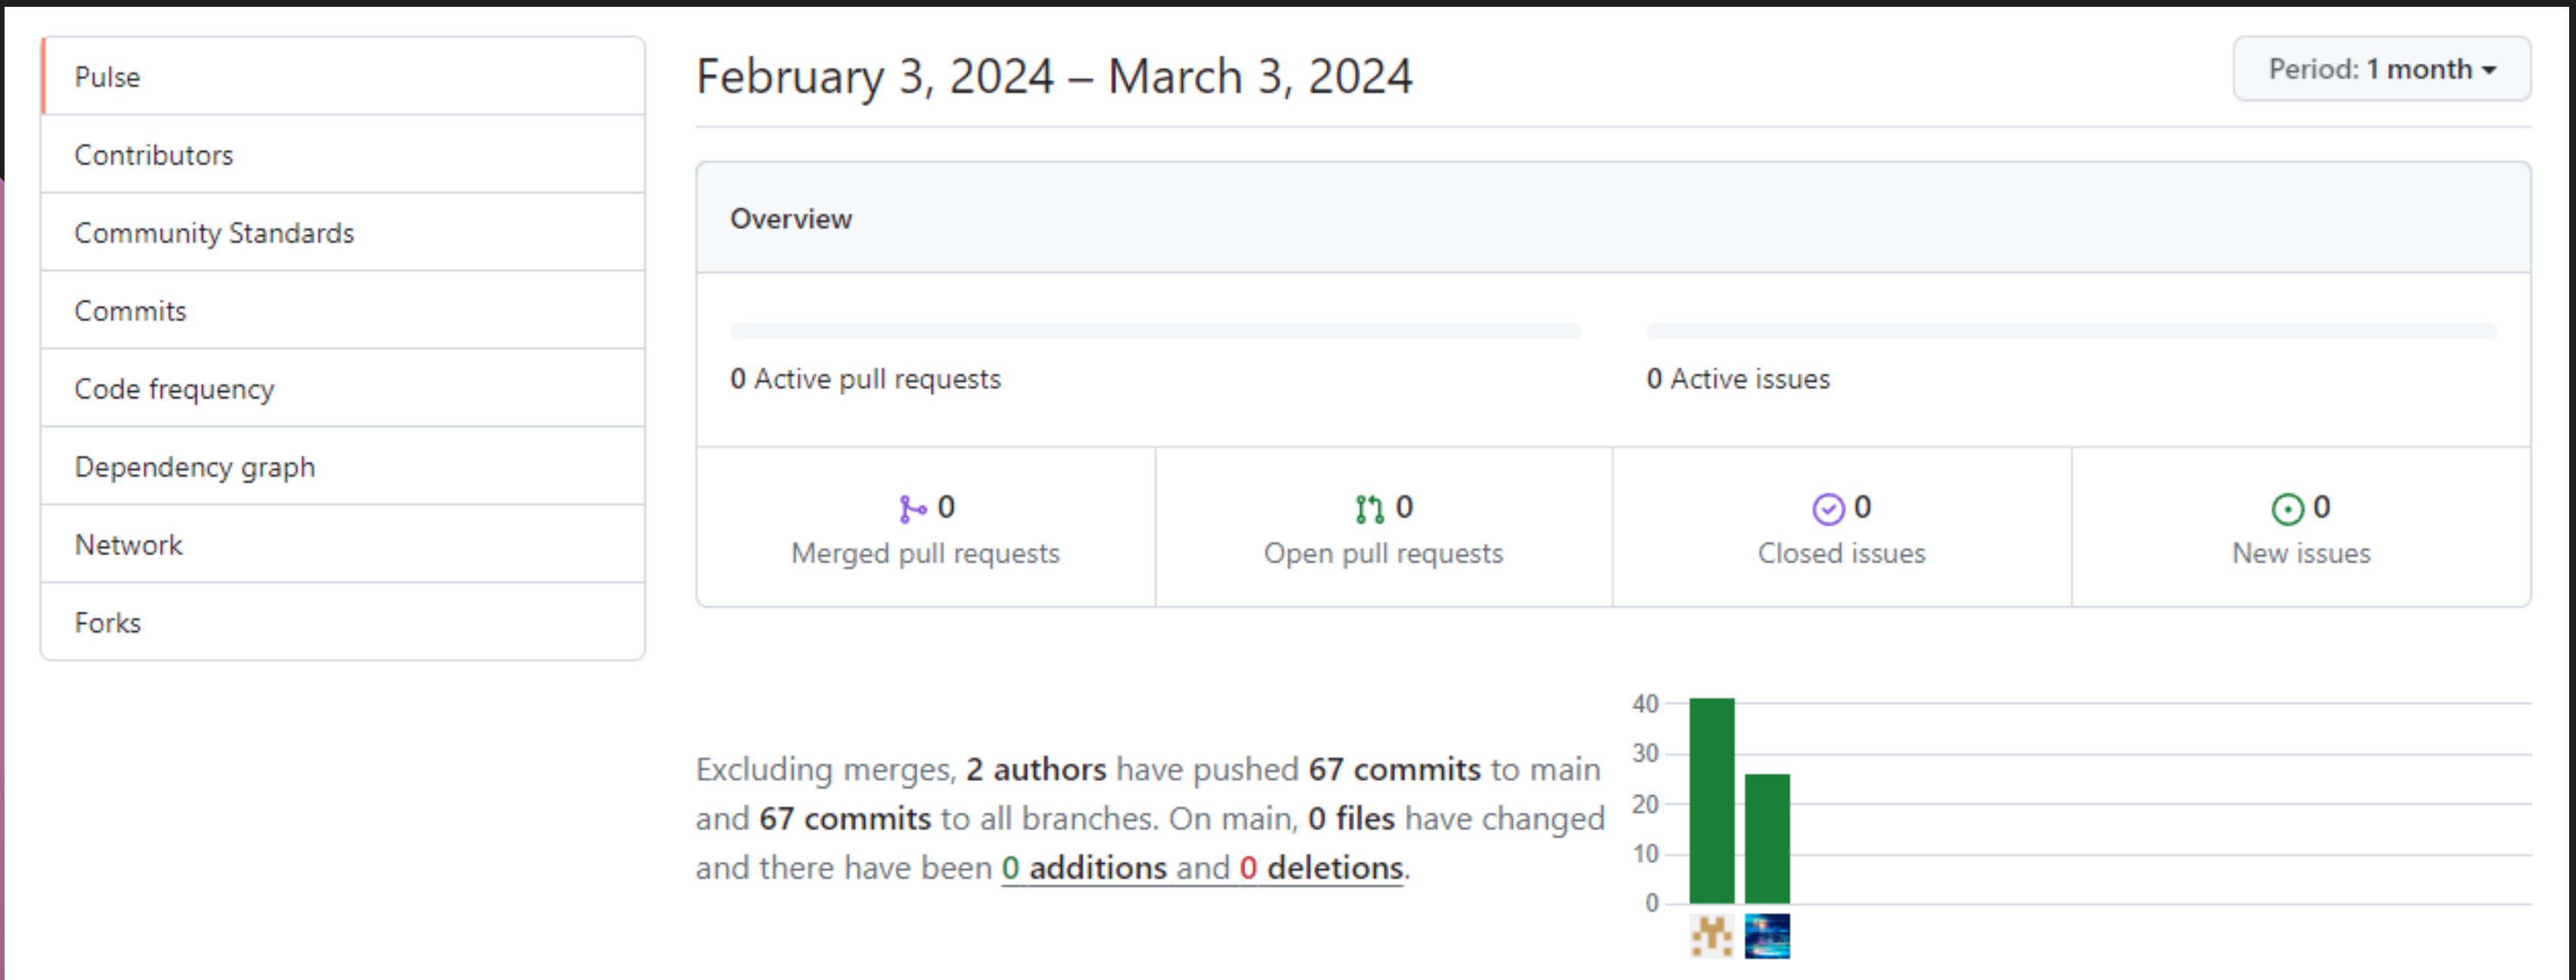 Pulse
Contributors
Community Standards
Commits
Code frequency
Dependency graph
Network
Forks
February 3, 2024 – March 3, 2024
Period: 1 month
Overview
0 Active pull requests
0 Active issues
0
Merged pull requests
0
Open pull requests
0
Closed issues
0
New issues
Excluding merges, 2 authors have pushed 67 commits to main
and 67 commits to all branches. On main, 0 files have changed
and there have been 0 additions and 0 deletions.
40
30
20
10
0